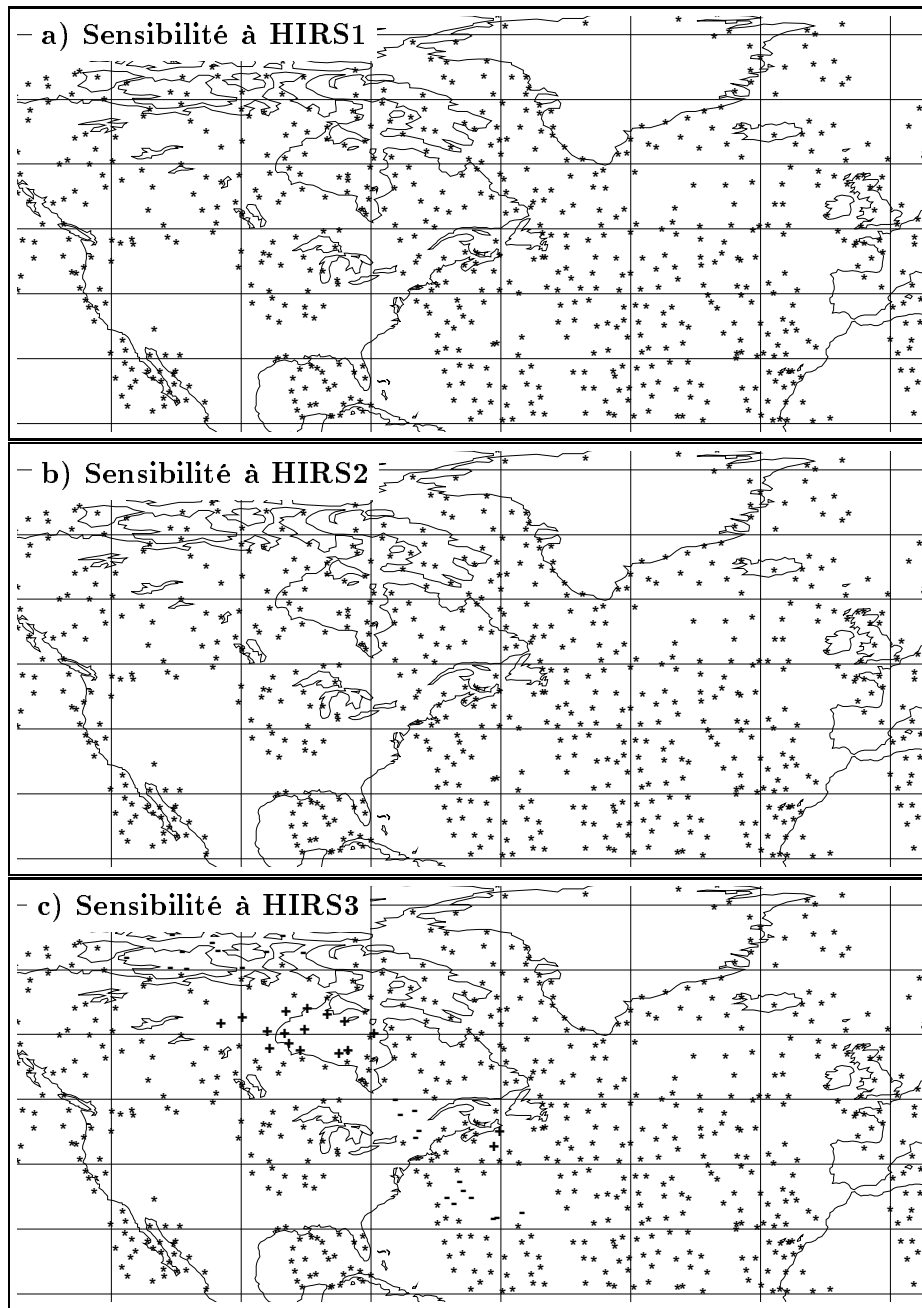 a) Sensibilité à HIRS1
b) Sensibilité à HIRS2
c) Sensibilité à HIRS3